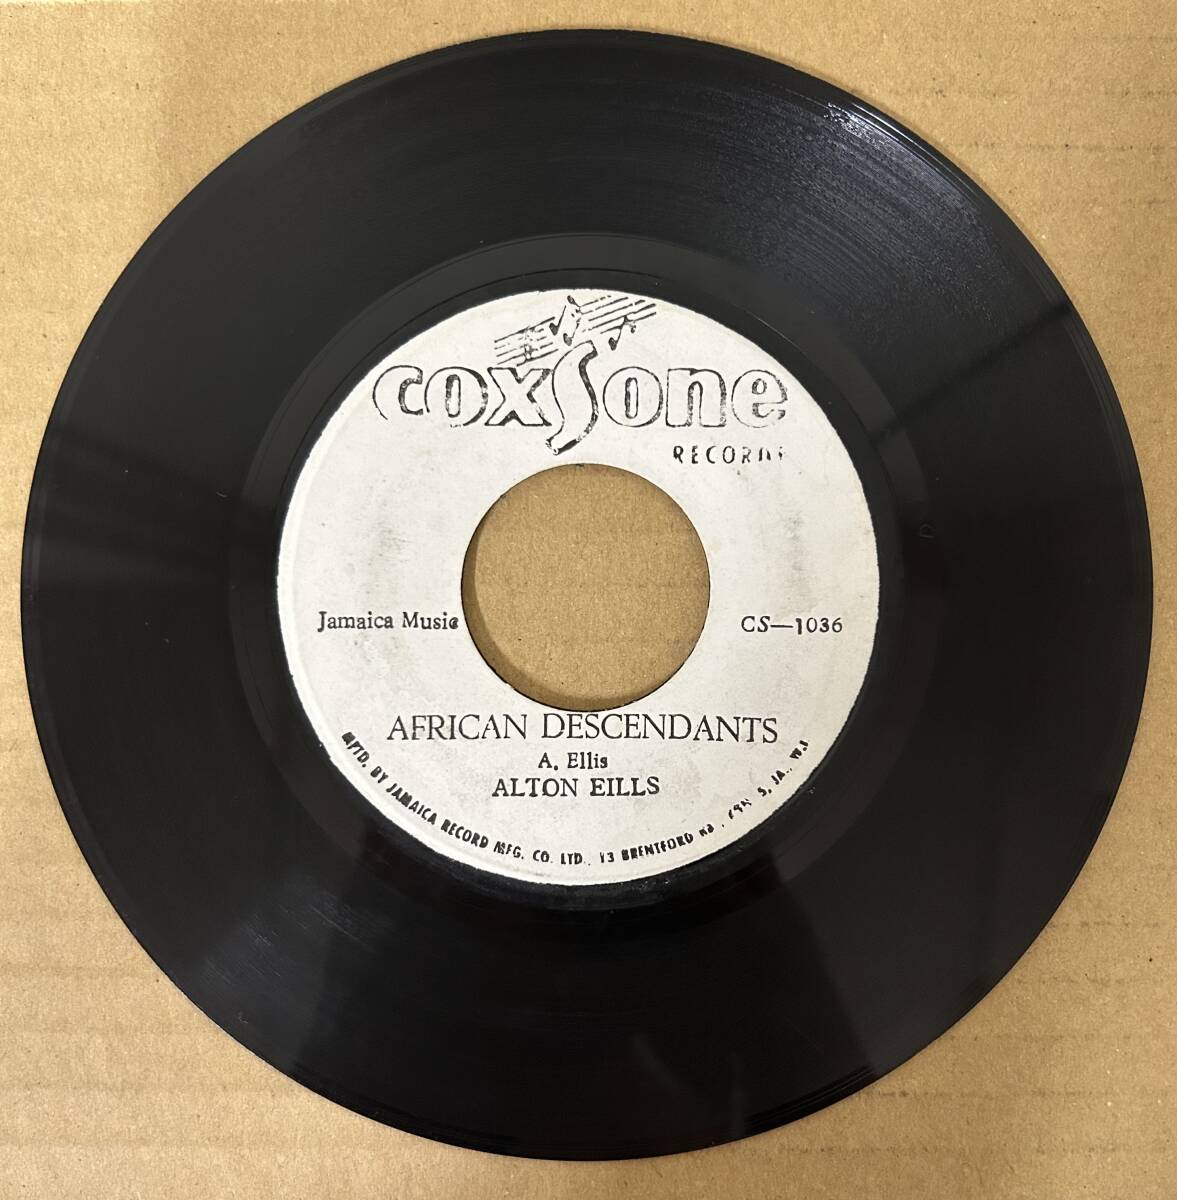 coxsone
RECORDS
Jamaica Music
CS—1036
AFRICAN DESCENDANTS
A. Ellis
ALTON EILLS
MFTD. BY JAMAICA RECORD MFG. CO. LTD., 13 BRENTFORD RD., S, JA., W.I.